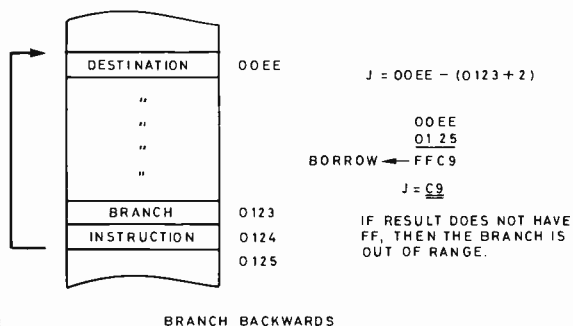 DESTINATION 00EE
"
"
"
"
BRANCH 0123
INSTRUCTION 0124
0125
J = 00EE - (0123+2)
00EE
0125
BORROW ← FFC9
J = C9
IF RESULT DOES NOT HAVE
FF, THEN THE BRANCH IS
OUT OF RANGE.
BRANCH BACKWARDS